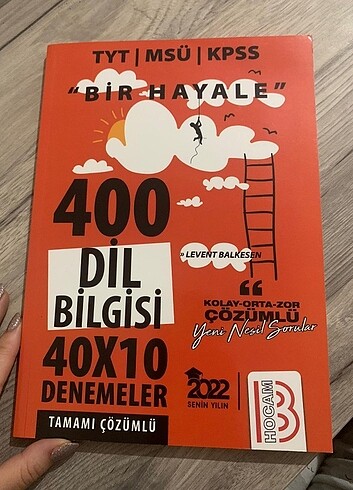 TYT | MSÜ | KPSS
"BİR HAYALE"
400
DİL
BİLGİSİ
40X10
DENEMELER
TAMAMI ÇÖZÜMLÜ
» LEVENT BALKESEN
"
KOLAY-ORTA-ZOR
ÇÖZÜMLÜ
Yeni Nesil Sorular
2022
SENİN YILIN
B HOCAM